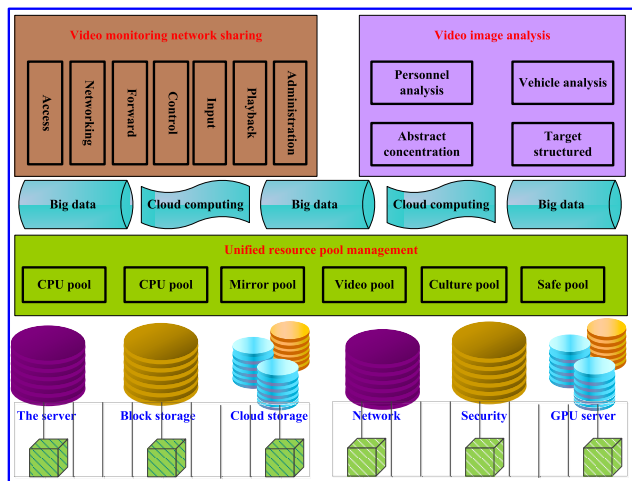 Video monitoring network sharing
Access
Networking
Forward
Control
Input
Playback
Administration
Video image analysis
Personnel
analysis
Vehicle analysis
Abstract
concentration
Target
structured
Big data
Cloud computing
Big data
Cloud computing
Big data
Unified resource pool management
CPU pool
CPU pool
Mirror pool
Video pool
Culture pool
Safe pool
The server
Block storage
Cloud storage
Network
Security
GPU server